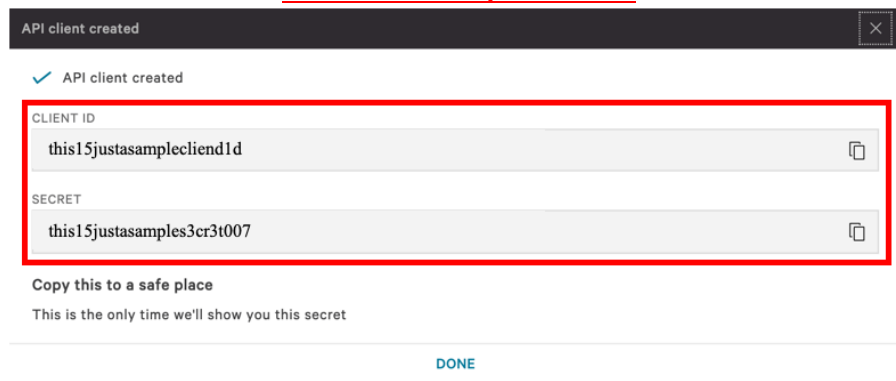 API client created
API client created
CLIENT ID
this15justasamplecliend1d
SECRET
this15justasamples3cr3t007
Copy this to a safe place
This is the only time we'll show you this secret
DONE